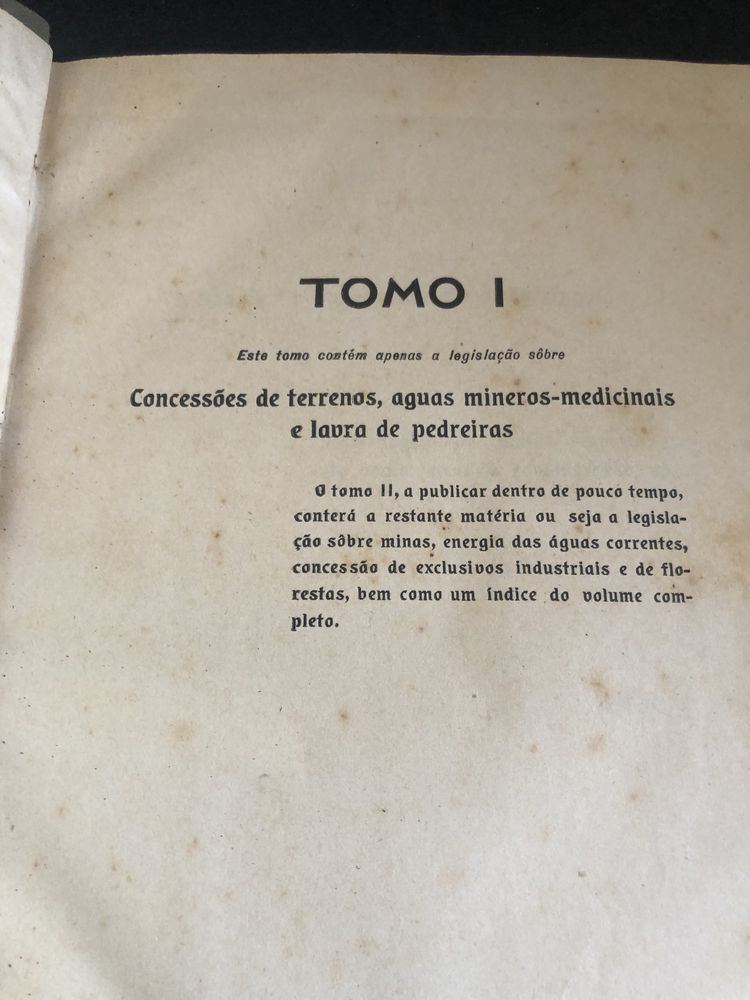 TOMO I
Este tomo contém apenas a legislação sôbre
Concessões de terrenos, aguas mineros-medicinais
e lavra de pedreiras
O tomo II, a publicar dentro de pouco tempo,
conterá a restante matéria ou seja a legisla-
ção sôbre minas, energia das águas correntes,
concessão de exclusivos industriais e de flo-
restas, bem como um índice do volume com-
pleto.